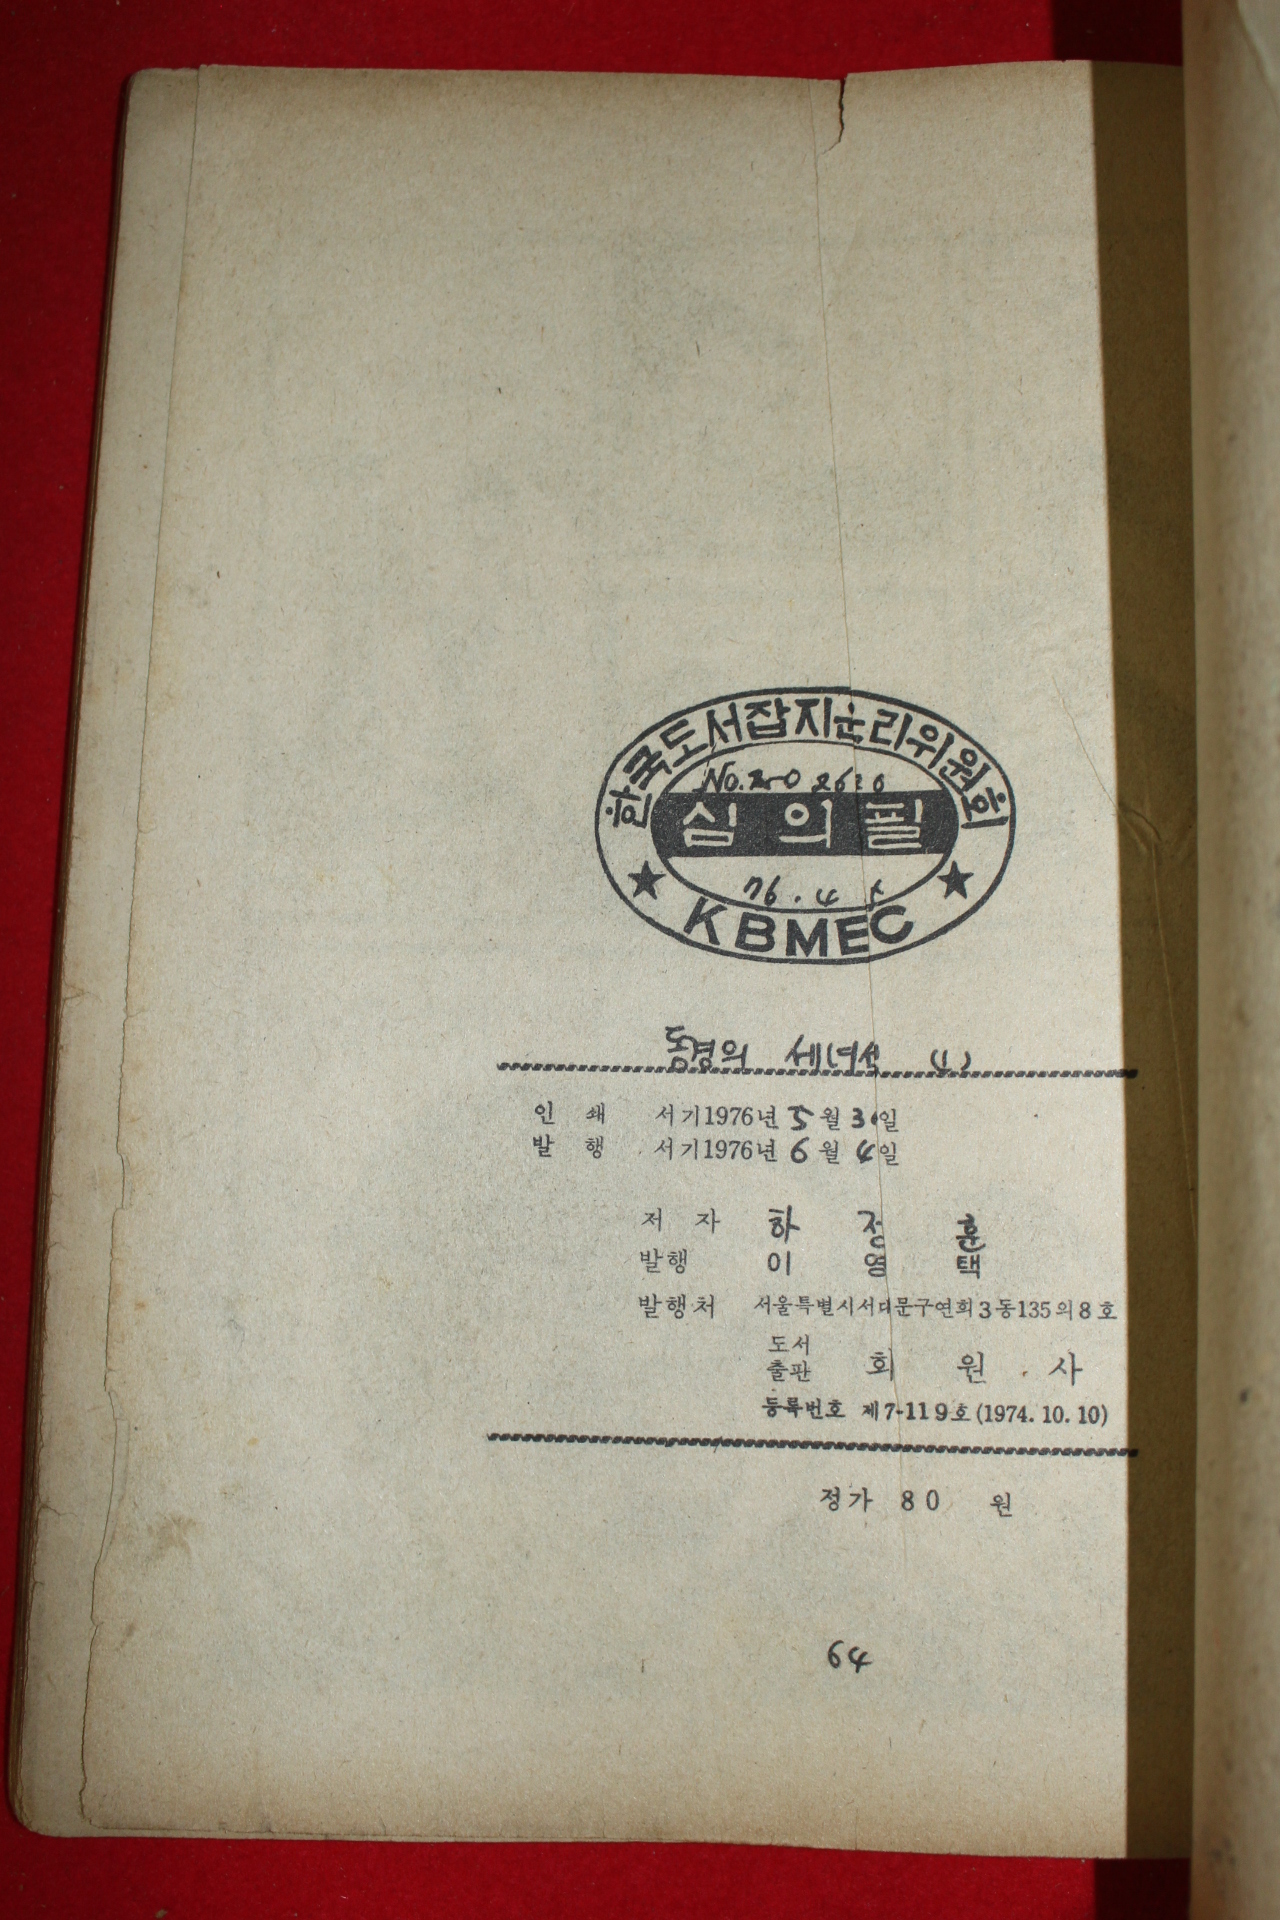 한국도서잡지윤리위원회
심의필
76. 4
KBMEC
동경의 세녀석 (1)
인 쇄 서기1976년 5월 30일
발 행 서기1976년 6월 4일
저 자 하 정 훈
발행 이 영 택
발행처 서울특별시서대문구연희3동135의8호
도서
출판 회 원 사
등록번호 제7-119호(1974. 10. 10)
정가 80 원
64